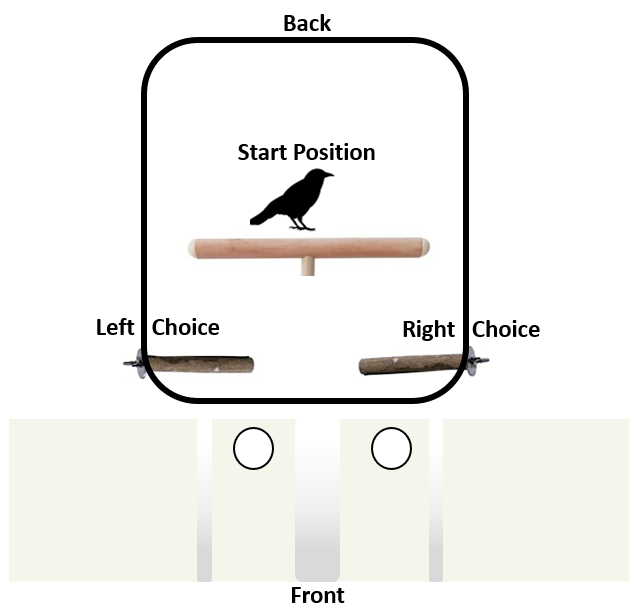 Back
Start Position
Left Choice
Right Choice
Front